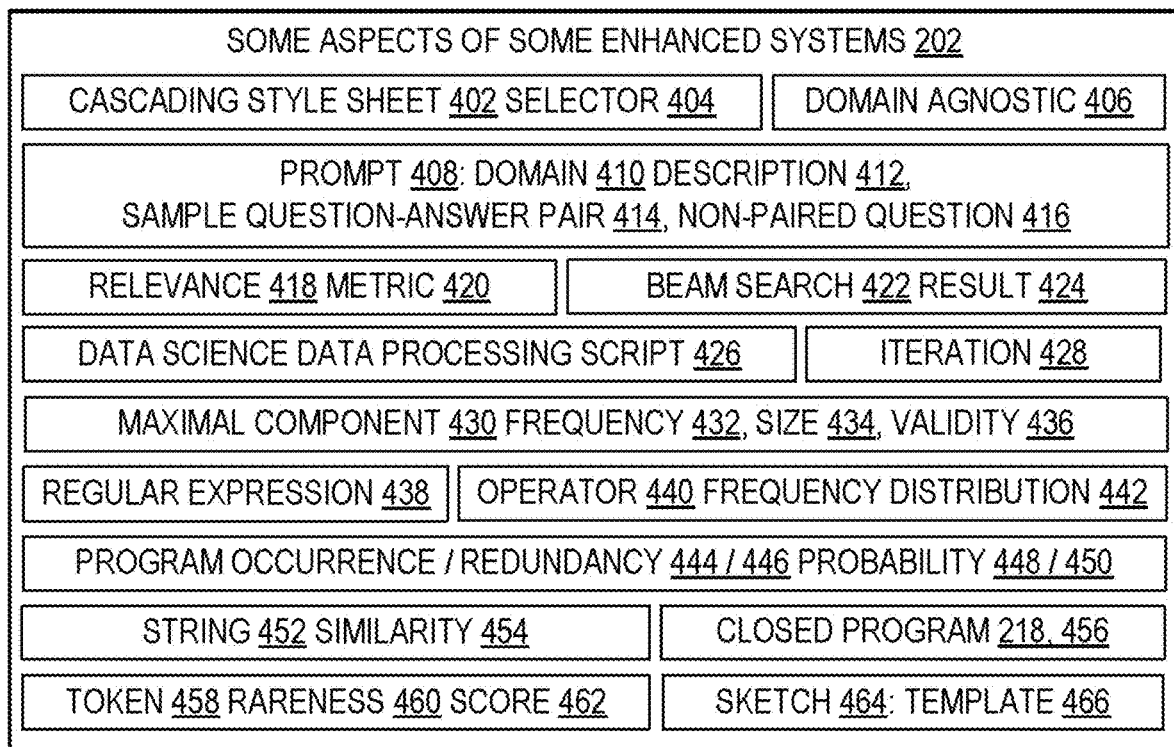 SOME ASPECTS OF SOME ENHANCED SYSTEMS 202
CASCADING STYLE SHEET 402 SELECTOR 404
DOMAIN AGNOSTIC 406
PROMPT 408: DOMAIN 410 DESCRIPTION 412,
SAMPLE QUESTION-ANSWER PAIR 414, NON-PAIRED QUESTION 416
RELEVANCE 418 METRIC 420
BEAM SEARCH 422 RESULT 424
DATA SCIENCE DATA PROCESSING SCRIPT 426
ITERATION 428
MAXIMAL COMPONENT 430 FREQUENCY 432, SIZE 434, VALIDITY 436
REGULAR EXPRESSION 438
OPERATOR 440 FREQUENCY DISTRIBUTION 442
PROGRAM OCCURRENCE / REDUNDANCY 444 / 446 PROBABILITY 448 / 450
STRING 452 SIMILARITY 454
CLOSED PROGRAM 218, 456
TOKEN 458 RARENESS 460 SCORE 462
SKETCH 464: TEMPLATE 466